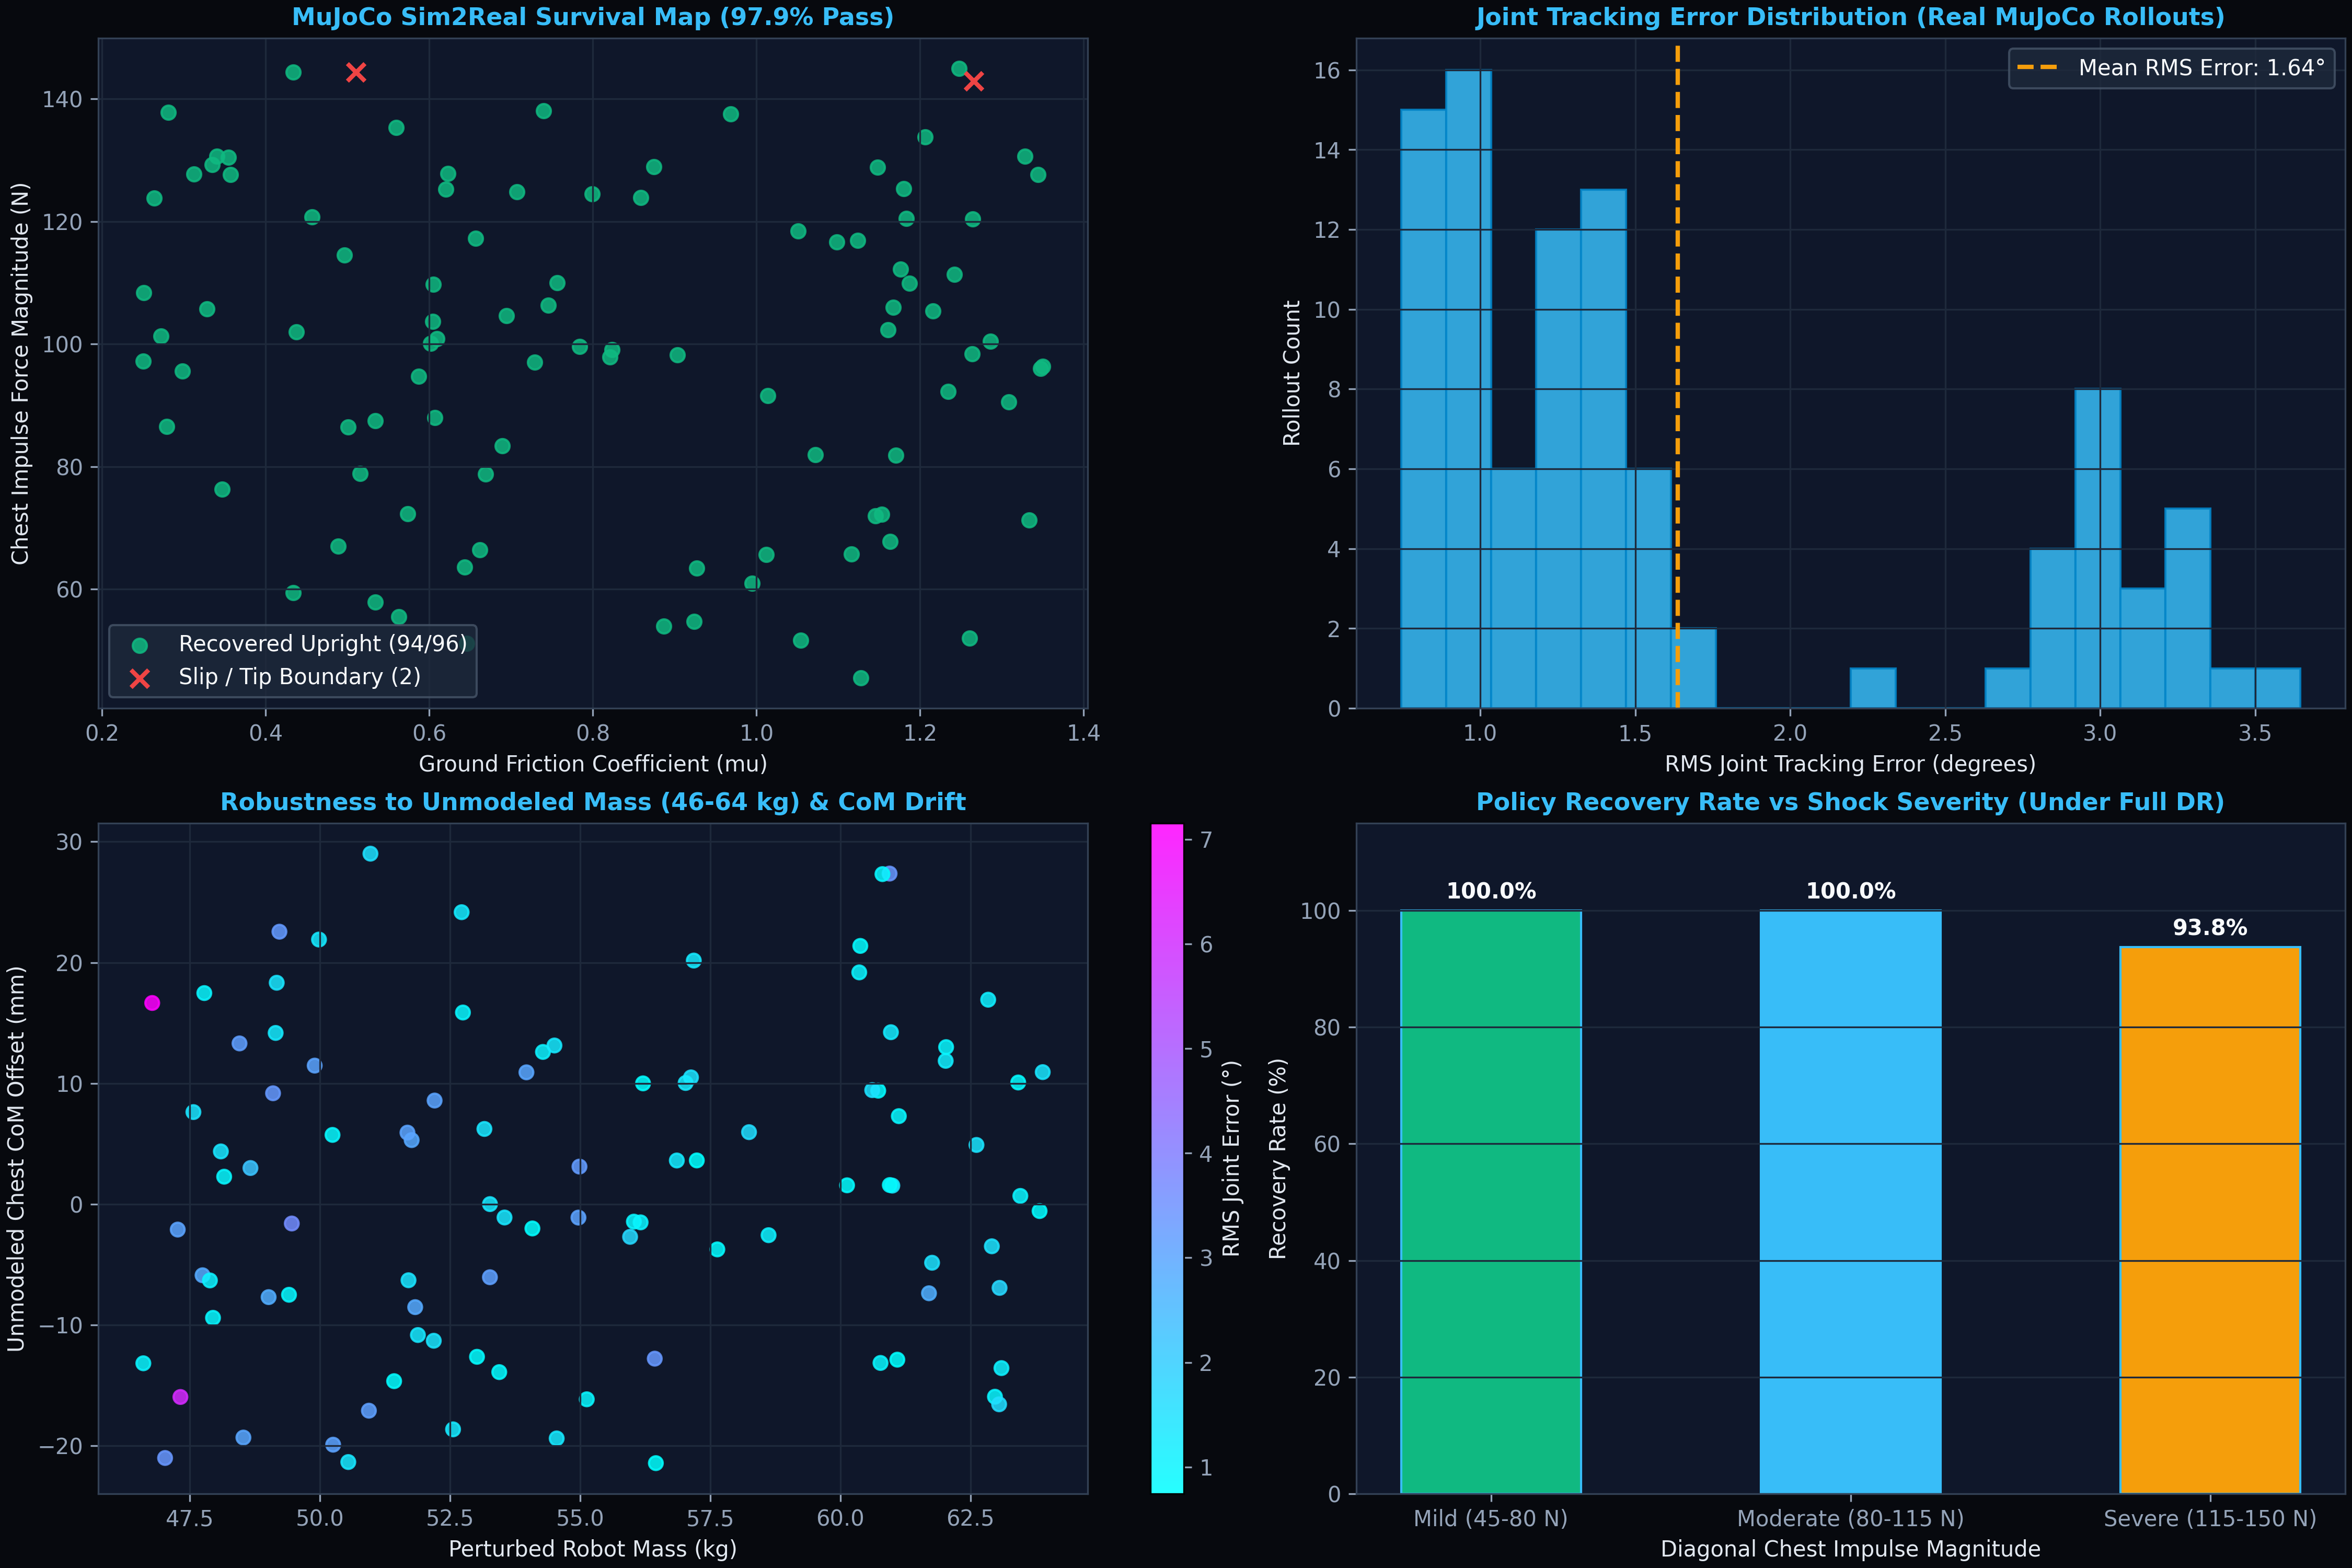 MuJoCo Sim2Real Survival Map (97.9% Pass)
Chest Impulse Force Magnitude (N)
140
120
100
80
60
Recovered Upright (94/96)
Slip / Tip Boundary (2)
0.2 0.4 0.6 0.8 1.0 1.2 1.4
Ground Friction Coefficient (mu)
Joint Tracking Error Distribution (Real MuJoCo Rollouts)
Mean RMS Error: 1.64°
Rollout Count
16
14
12
10
8
6
4
2
0
1.0 1.5 2.0 2.5 3.0 3.5
RMS Joint Tracking Error (degrees)
Robustness to Unmodeled Mass (46-64 kg) & CoM Drift
Unmodeled Chest CoM Offset (mm)
30
20
10
0
−10
−20
47.5 50.0 52.5 55.0 57.5 60.0 62.5
Perturbed Robot Mass (kg)
7
6
5
4
3
2
1
RMS Joint Error (°)
Policy Recovery Rate vs Shock Severity (Under Full DR)
Recovery Rate (%)
100
80
60
40
20
0
100.0% 100.0% 93.8%
Mild (45-80 N) Moderate (80-115 N) Severe (115-150 N)
Diagonal Chest Impulse Magnitude